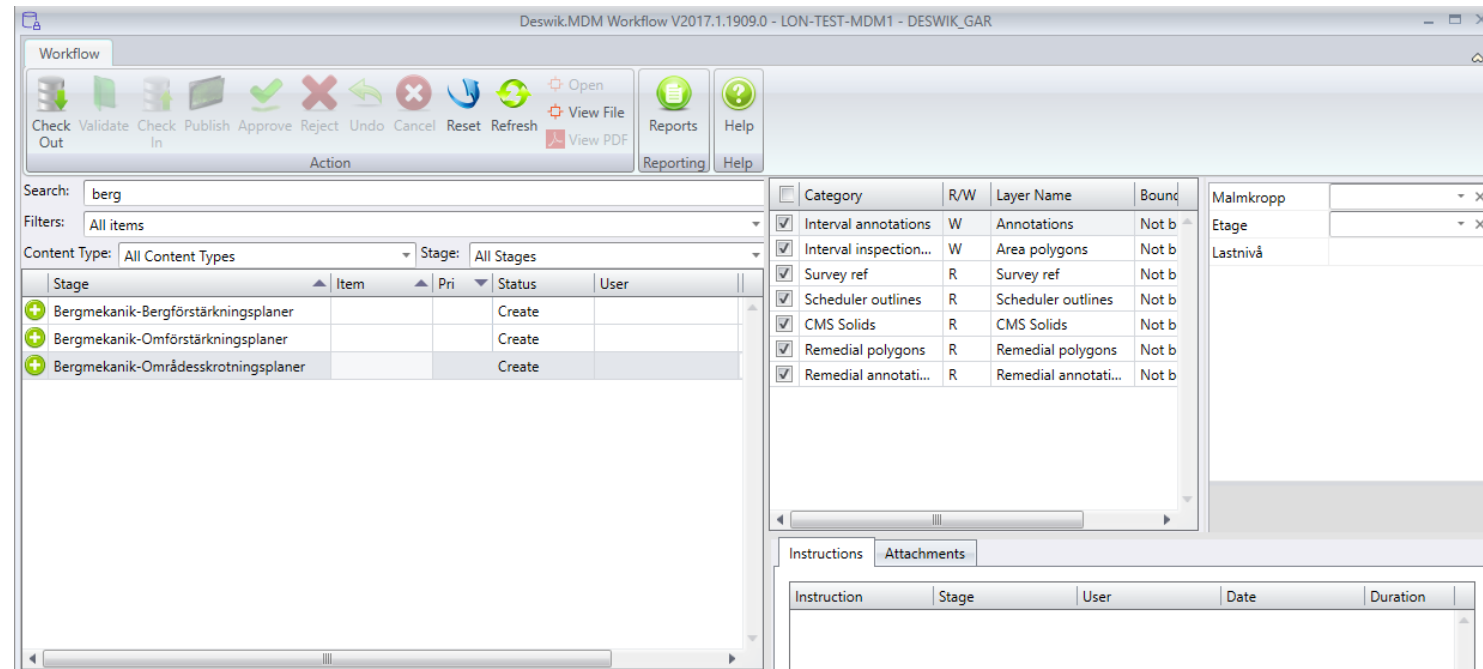 Deswik.MDM Workflow V2017.1.1909.0 - LON-TEST-MDM1 - DESWIK_GAR
Workflow
Check Out Validate Check In Publish Approve Reject Undo Cancel Reset Refresh
Open
View File
View PDF
Reports
Help
Action
Reporting
Help
Search: berg
Filters: All items
Content Type: All Content Types Stage: All Stages
Stage Item Pri Status User
Bergmekanik-Bergförstärkningsplaner Create
Bergmekanik-Omförstärkningsplaner Create
Bergmekanik-Områdesskrotningsplaner Create
Category R/W Layer Name Bound
Interval annotations W Annotations Not b
Interval inspection... W Area polygons Not b
Survey ref R Survey ref Not b
Scheduler outlines R Scheduler outlines Not b
CMS Solids R CMS Solids Not b
Remedial polygons R Remedial polygons Not b
Remedial annotati... R Remedial annotati... Not b
Malmkropp
Etage
Lastnivå
Instructions Attachments
Instruction Stage User Date Duration